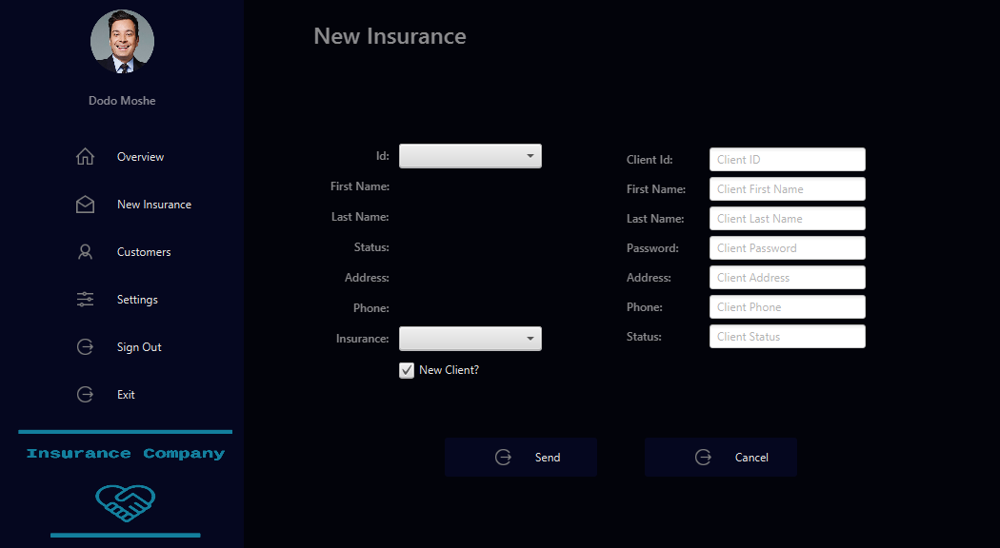 Dodo Moshe
Overview
New Insurance
Customers
Settings
Sign Out
Exit
Insurance Company
New Insurance
Id:
First Name:
Last Name:
Status:
Address:
Phone:
Insurance:
New Client?
Client Id: Client ID
First Name: Client First Name
Last Name: Client Last Name
Password: Client Password
Address: Client Address
Phone: Client Phone
Status: Client Status
Send
Cancel